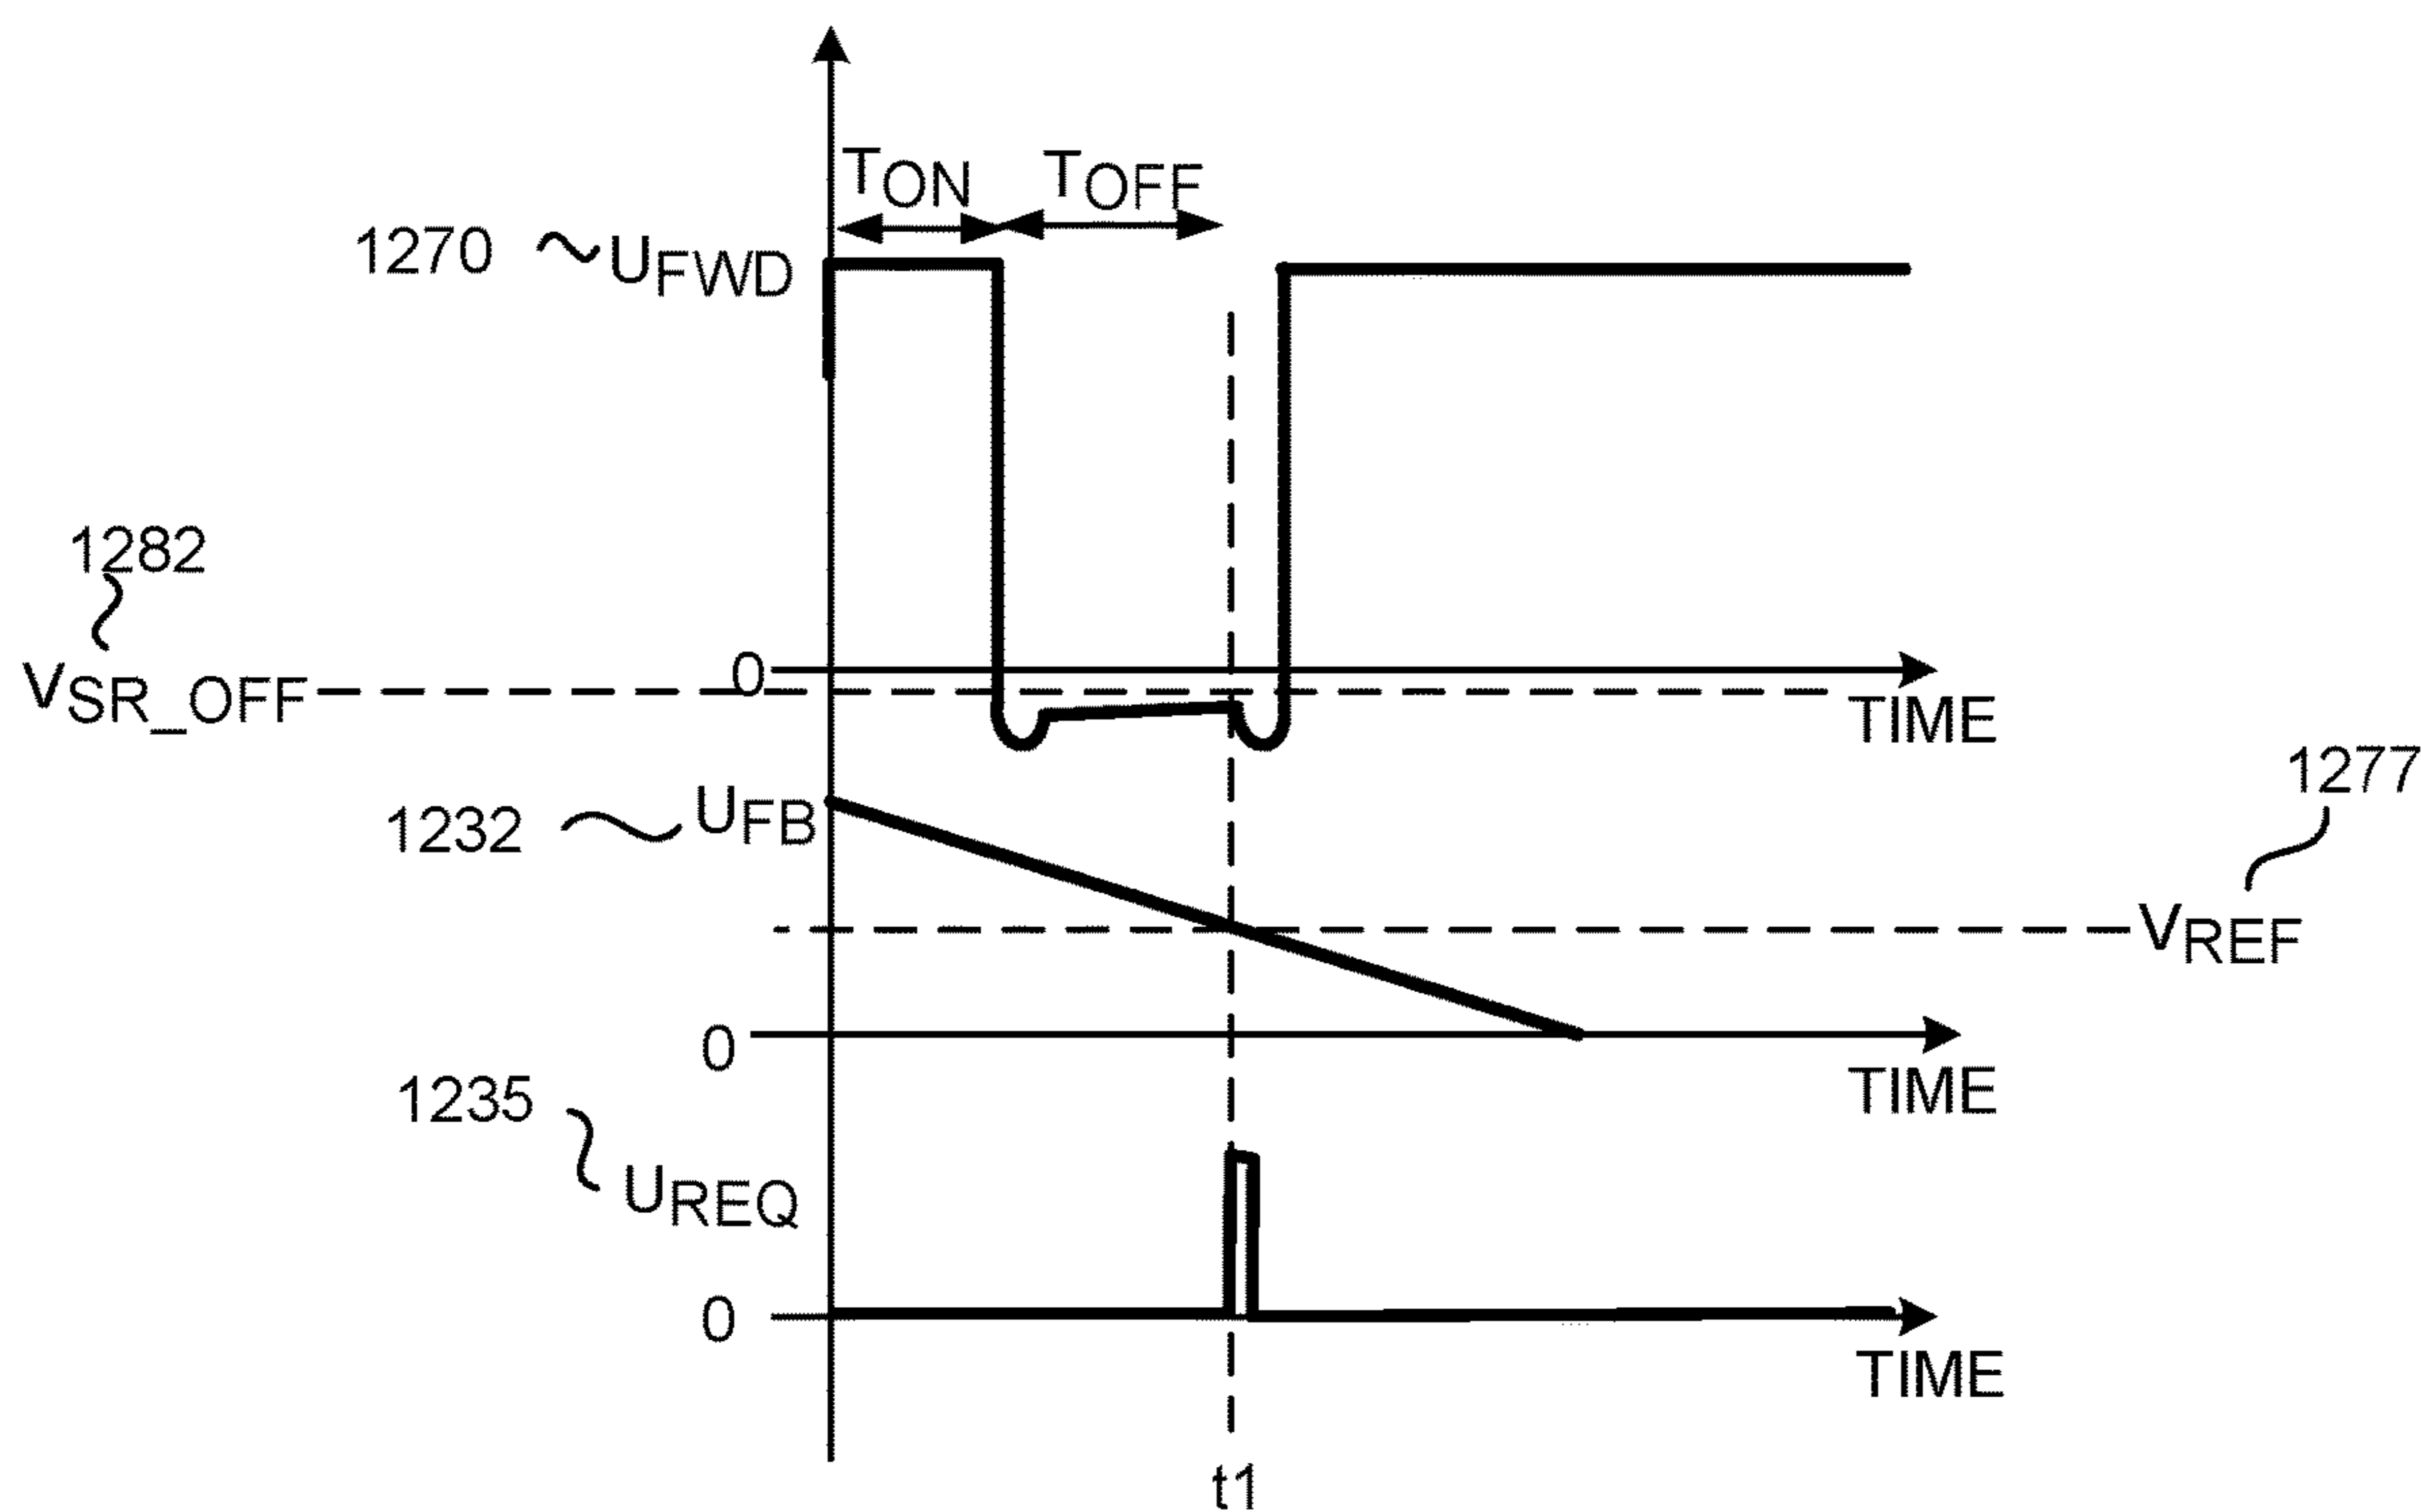 TON TOFF
1270 UFWD
1282
0
VSR_OFF
TIME
1277
1232 UFB
VREF
0
TIME
1235
UREQ
0
TIME
t1